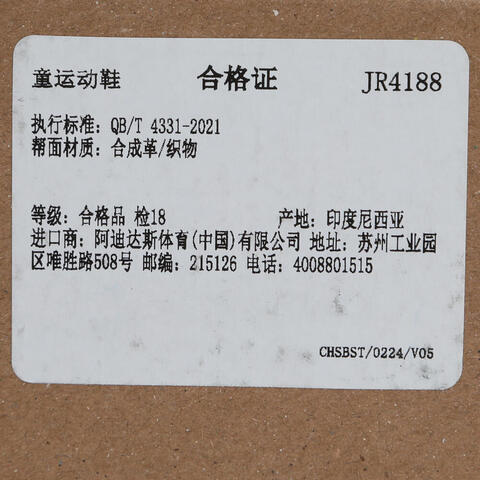 童运动鞋 合格证 JR4188
执行标准: QB/T 4331-2021
帮面材质: 合成革/织物
等级: 合格品 检18 产地: 印度尼西亚
进口商: 阿迪达斯体育(中国)有限公司 地址: 苏州工业园
区唯胜路508号 邮编: 215126 电话: 4008801515
CHSBST/0224/V05